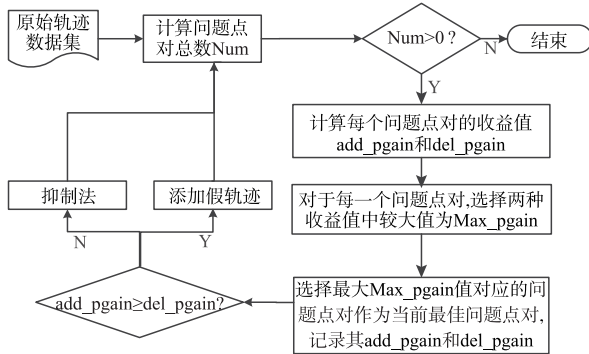 原始轨迹
数据集
计算问题点
对总数Num
Num>0？
N
结束
Y
计算每个问题点对的收益值
add_pgain和del_pgain
对于每一个问题点对,选择两种
收益值中较大值为Max_pgain
选择最大Max_pgain值对应的问
题点对作为当前最佳问题点对,
记录其add_pgain和del_pgain
add_pgain≥del_pgain?
N
Y
抑制法
添加假轨迹